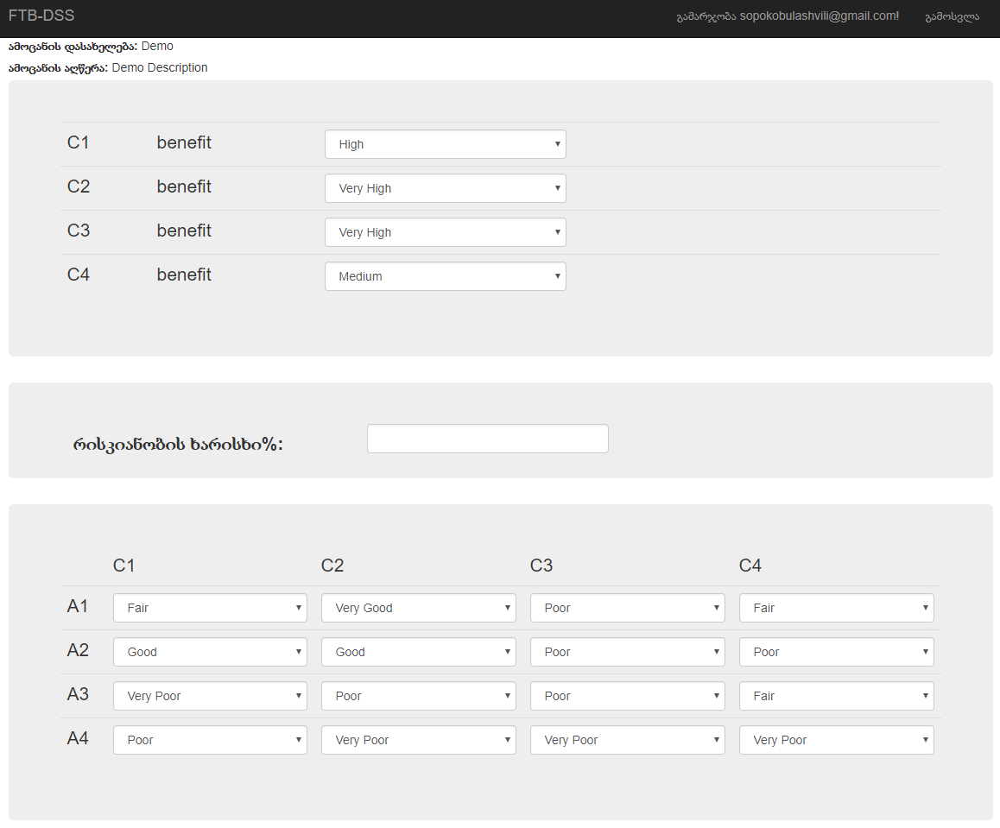 FTB-DSS გამარჯობა sopokobulashvili@gmail.com! გამოსვლა
ამოცანის დასახელება: Demo
ამოცანის აღწერა: Demo Description
C1 benefit High
C2 benefit Very High
C3 benefit Very High
C4 benefit Medium
რისკიანობის ხარისხი%:
C1 C2 C3 C4
A1 Fair Very Good Poor Fair
A2 Good Good Poor Poor
A3 Very Poor Poor Poor Fair
A4 Poor Very Poor Very Poor Very Poor